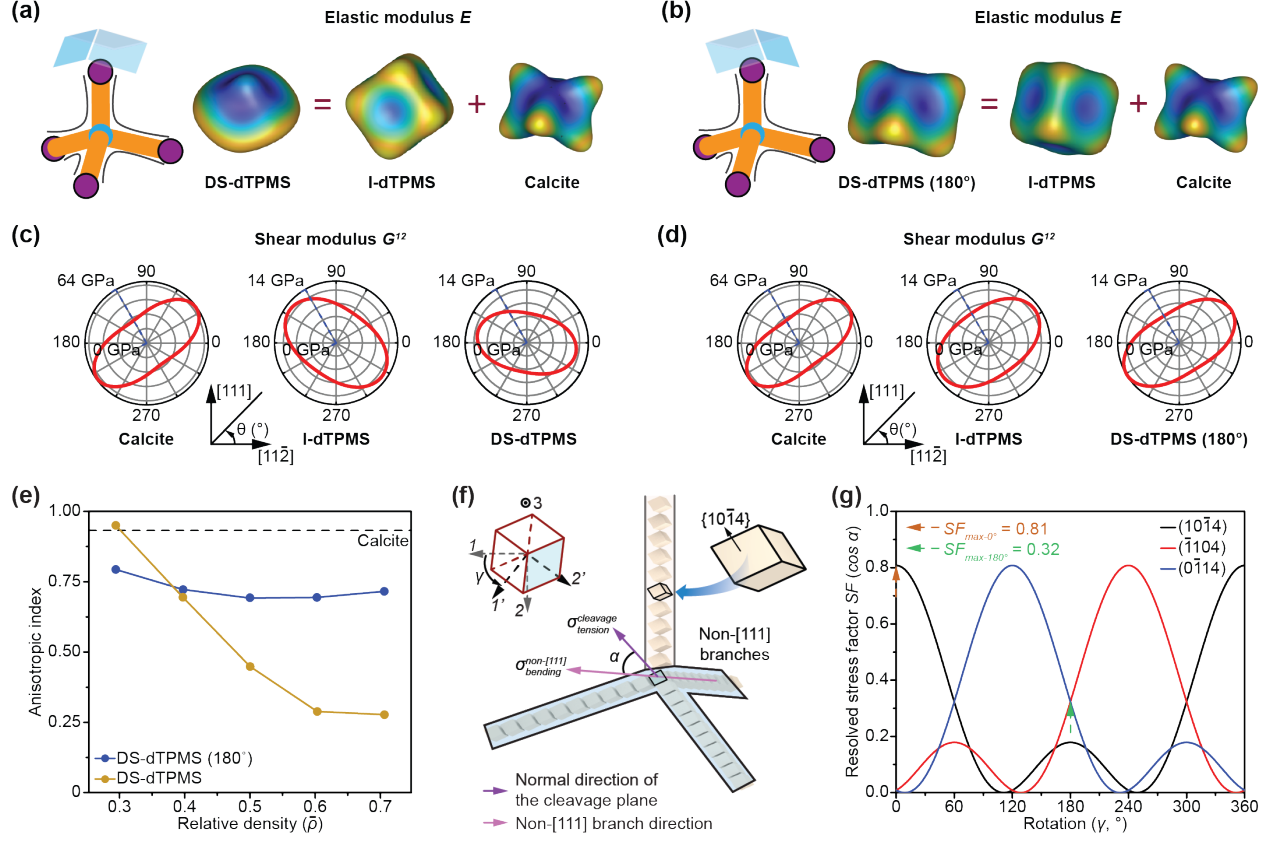 (a)
Elastic modulus E
DS-dTPMS
=
I-dTPMS
+
Calcite
(b)
Elastic modulus E
DS-dTPMS (180°)
=
I-dTPMS
+
Calcite
(c)
Shear modulus G¹²
64 GPa
90
180
0 GPa
0
270
Calcite
[111]
θ (°)
[112̄]
14 GPa
90
180
0 GPa
0
270
I-dTPMS
14 GPa
90
180
0 GPa
0
270
DS-dTPMS
(d)
Shear modulus G¹²
64 GPa
90
180
0 GPa
0
270
Calcite
[111]
θ(°)
[112̄]
14 GPa
90
180
0 GPa
0
270
I-dTPMS
14 GPa
90
180
0 GPa
0
270
DS-dTPMS (180°)
(e)
Anisotropic index
1.00
0.75
0.50
0.25
0
Calcite
DS-dTPMS (180°)
DS-dTPMS
0.3 0.4 0.5 0.6 0.7
Relative density (ρ̄)
(f)
3
1
γ
1'
2
2'
{101̄4}
σ cleavage tension
α
σ non-[111] bending
Non-[111]
branches
Normal direction of
the cleavage plane
Non-[111] branch direction
(g)
Resolved stress factor SF (cos α)
0.8
0.6
0.4
0.2
0.0
1.0
SF max-0° = 0.81
SF max-180° = 0.32
(101̄4)
(1̄104)
(01̄14)
0 60 120 180 240 300 360
Rotation (γ, °)